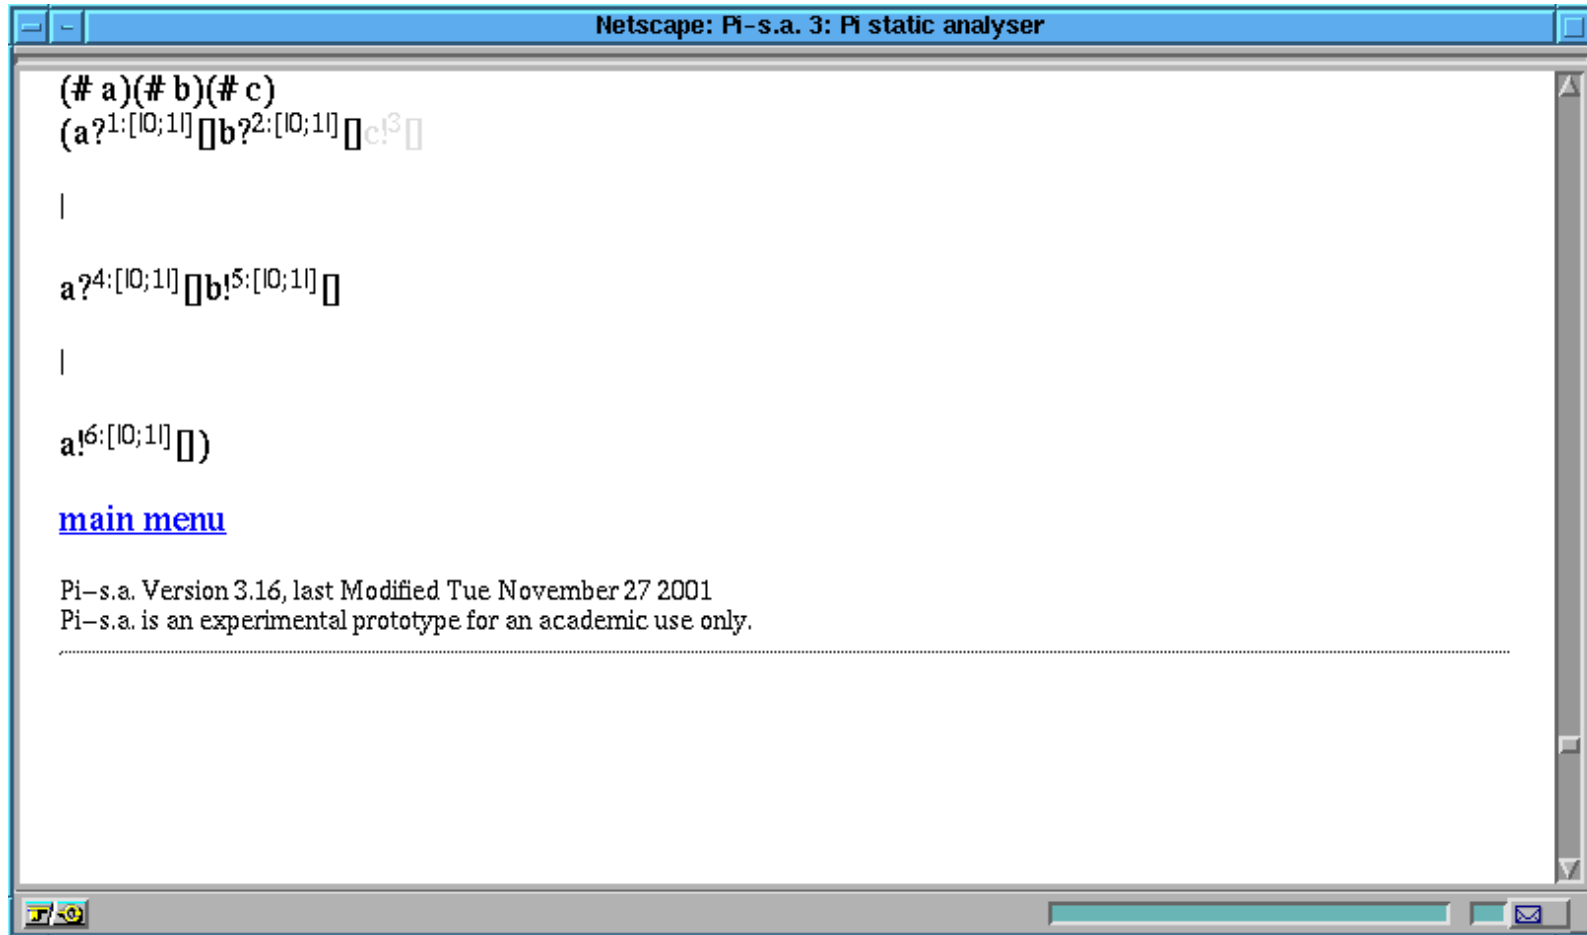 Netscape: Pi-s.a. 3: Pi static analyser
(# a)(# b)(# c)
(a?1:[|0;1|][]b?2:[|0;1|][]c!3[]
|
a?4:[|0;1|][]b!5:[|0;1|][]
|
a!6:[|0;1|][])
main menu
Pi-s.a. Version 3.16, last Modified Tue November 27 2001
Pi-s.a. is an experimental prototype for an academic use only.